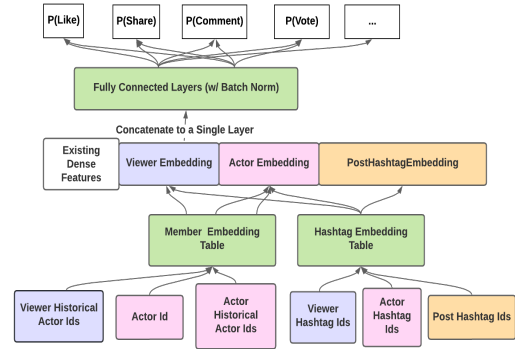 P(Like) P(Share) P(Comment) P(Vote) ...
Fully Connected Layers (w/ Batch Norm)
Concatenate to a Single Layer
Existing
Dense
Features
Viewer Embedding
Actor Embedding
PostHashtagEmbedding
Member Embedding
Table
Hashtag Embedding
Table
Viewer Historical
Actor Ids
Actor Id
Actor
Historical
Actor Ids
Viewer
Hashtag Ids
Actor
Hashtag
Ids
Post Hashtag Ids